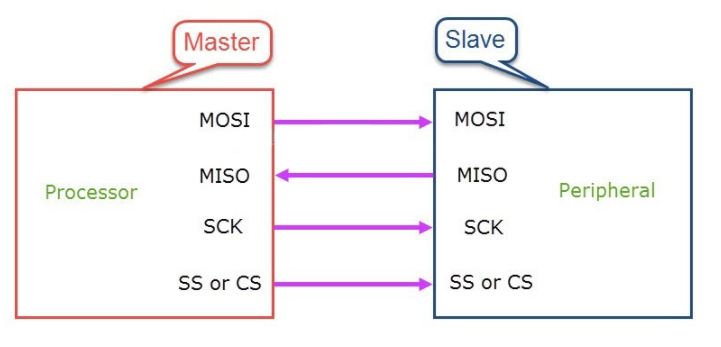 Master
Slave
MOSI
MOSI
MISO
MISO
Processor
Peripheral
SCK
SCK
SS or CS
SS or CS